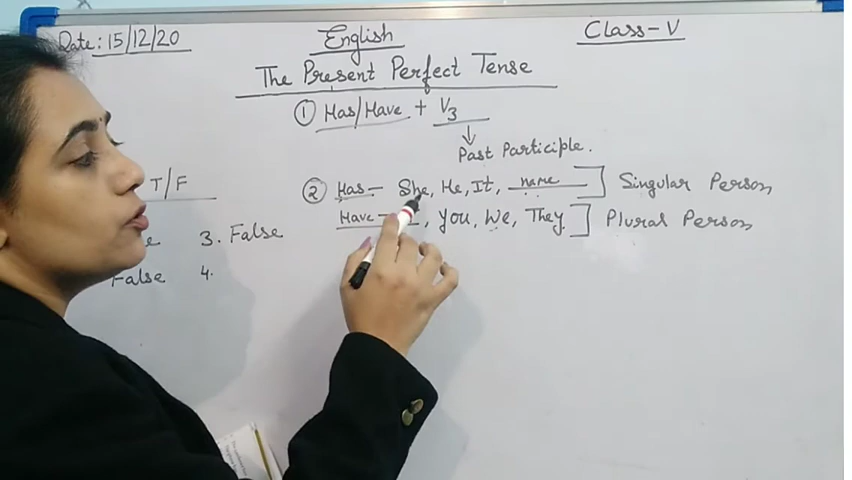 Date: 15/12/20
English
Class-V
The Present Perfect Tense
① Has/Have + V3
Past Participle.
② Has- She, He, It, name ] Singular Person
Have- , You, We, They ] Plural Person
T/F
3. False
False 4.